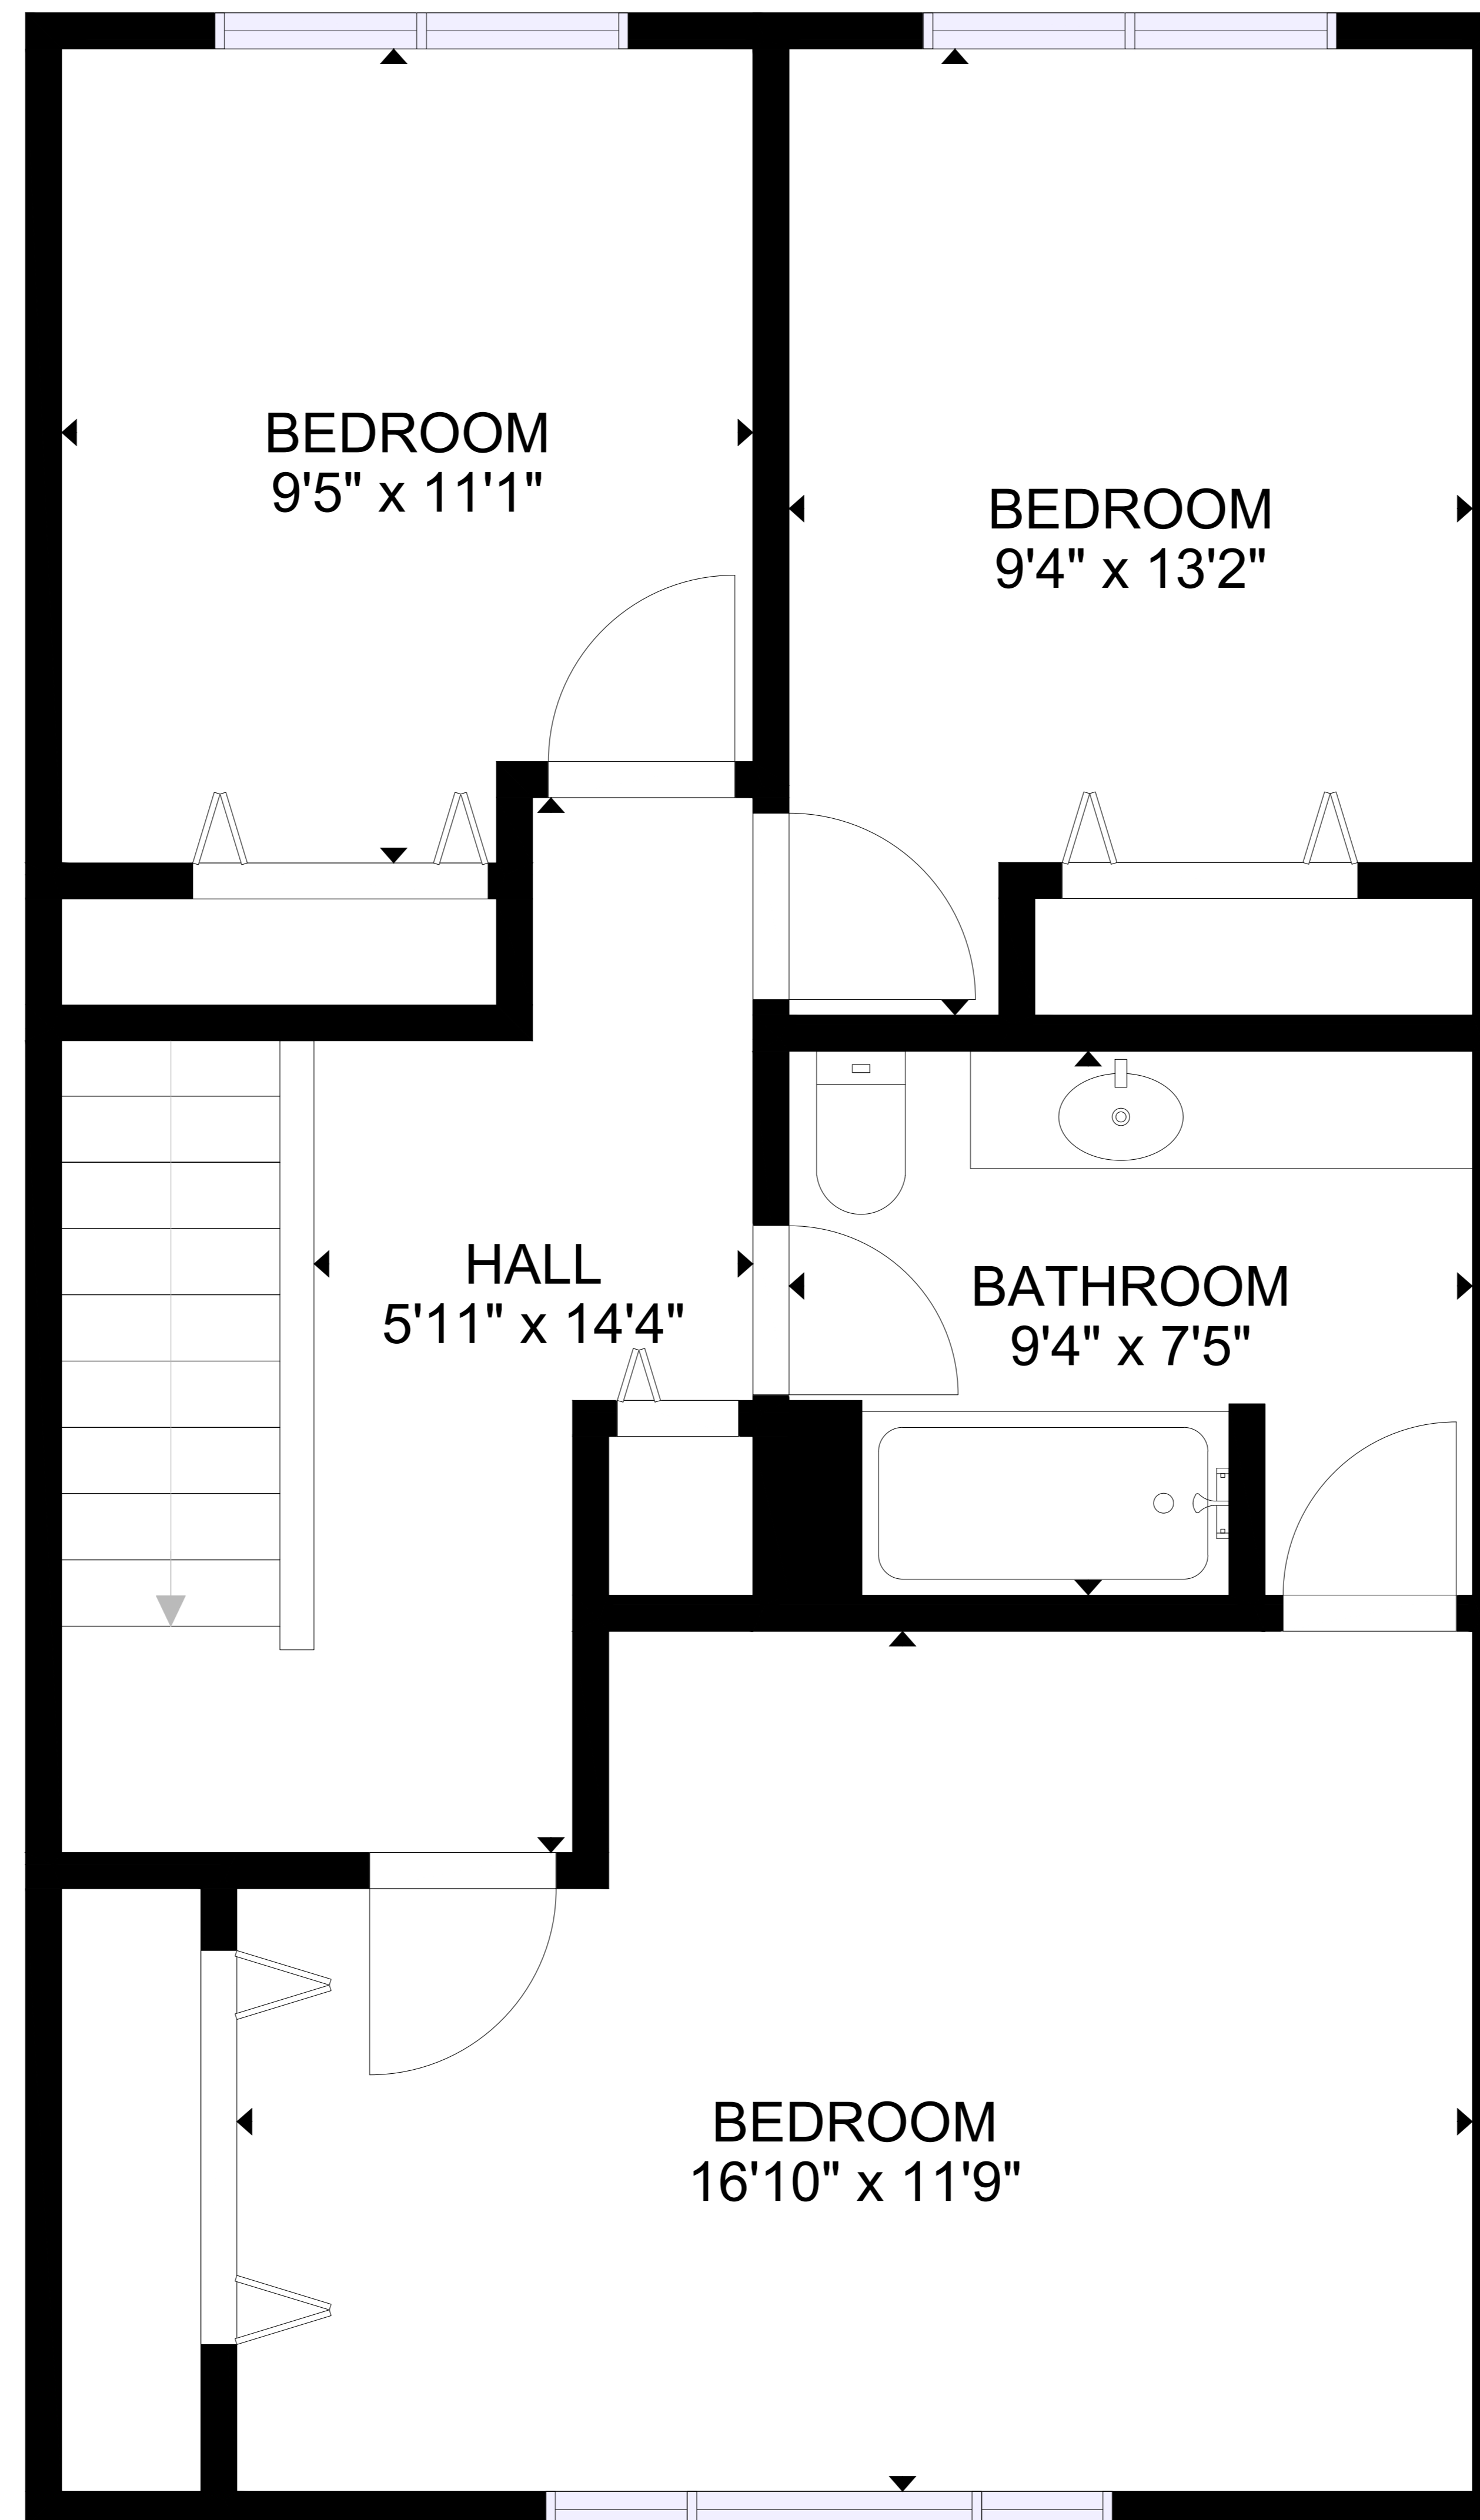 BEDROOM
9'5" x 11'1"
BEDROOM
9'4" x 13'2"
HALL
5'11" x 14'4"
BATHROOM
9'4" x 7'5"
BEDROOM
16'10" x 11'9"